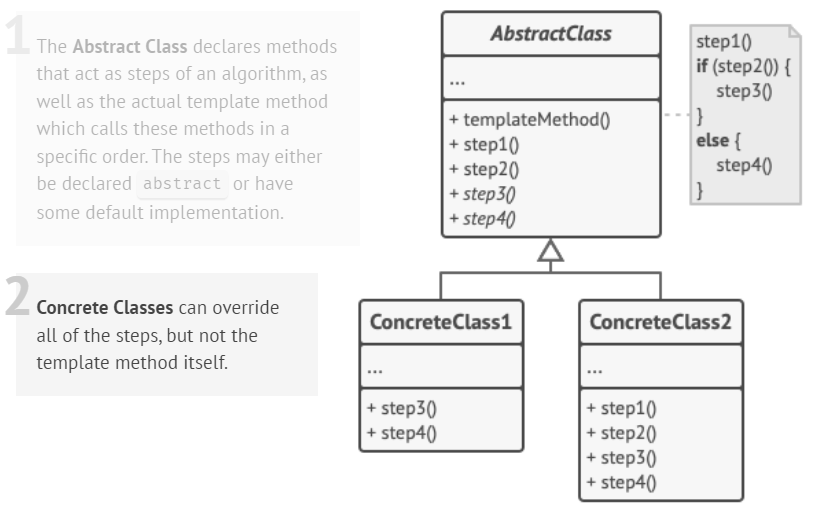 1
The Abstract Class declares methods
that act as steps of an algorithm, as
well as the actual template method
which calls these methods in a
specific order. The steps may either
be declared abstract or have
some default implementation.
2
Concrete Classes can override
all of the steps, but not the
template method itself.
AbstractClass
...
+ templateMethod()
+ step1()
+ step2()
+ step3()
+ step4()
step1()
if (step2()) {
step3()
}
else {
step4()
}
ConcreteClass1
...
+ step3()
+ step4()
ConcreteClass2
...
+ step1()
+ step2()
+ step3()
+ step4()